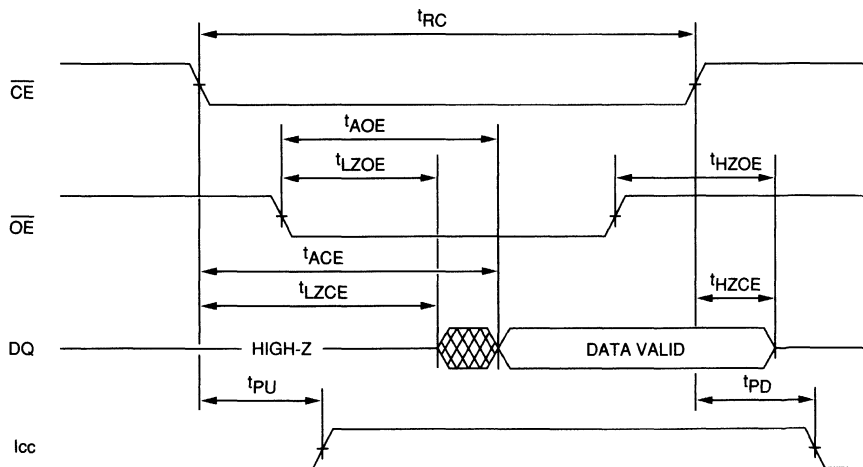 tRC
CE
tAOE
tLZOE
tHZOE
OE
tACE
tLZCE
tHZCE
DQ
HIGH-Z
DATA VALID
tPU
tPD
Icc